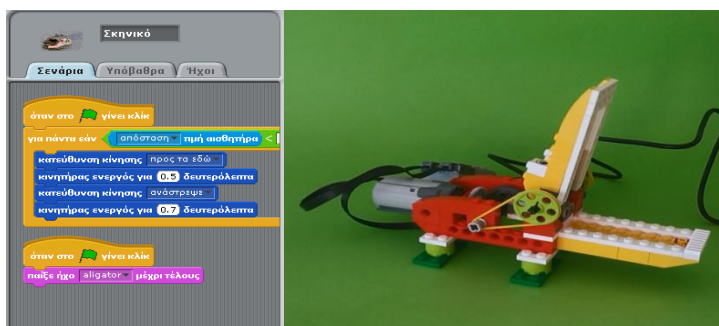 Σκηνικό
Σενάρια Υπόβαθρα Ήχοι
όταν στο γίνει κλίκ
για πάντα εάν απόσταση τιμή αισθητήρα <
κατεύθυνση κίνησης προς τα εδώ
κινητήρας ενεργός για 0.5 δευτερόλεπτα
κατεύθυνση κίνησης ανάστρεψε
κινητήρας ενεργός για 0.7 δευτερόλεπτα
όταν στο γίνει κλίκ
παίξε ήχο aligator μέχρι τέλους